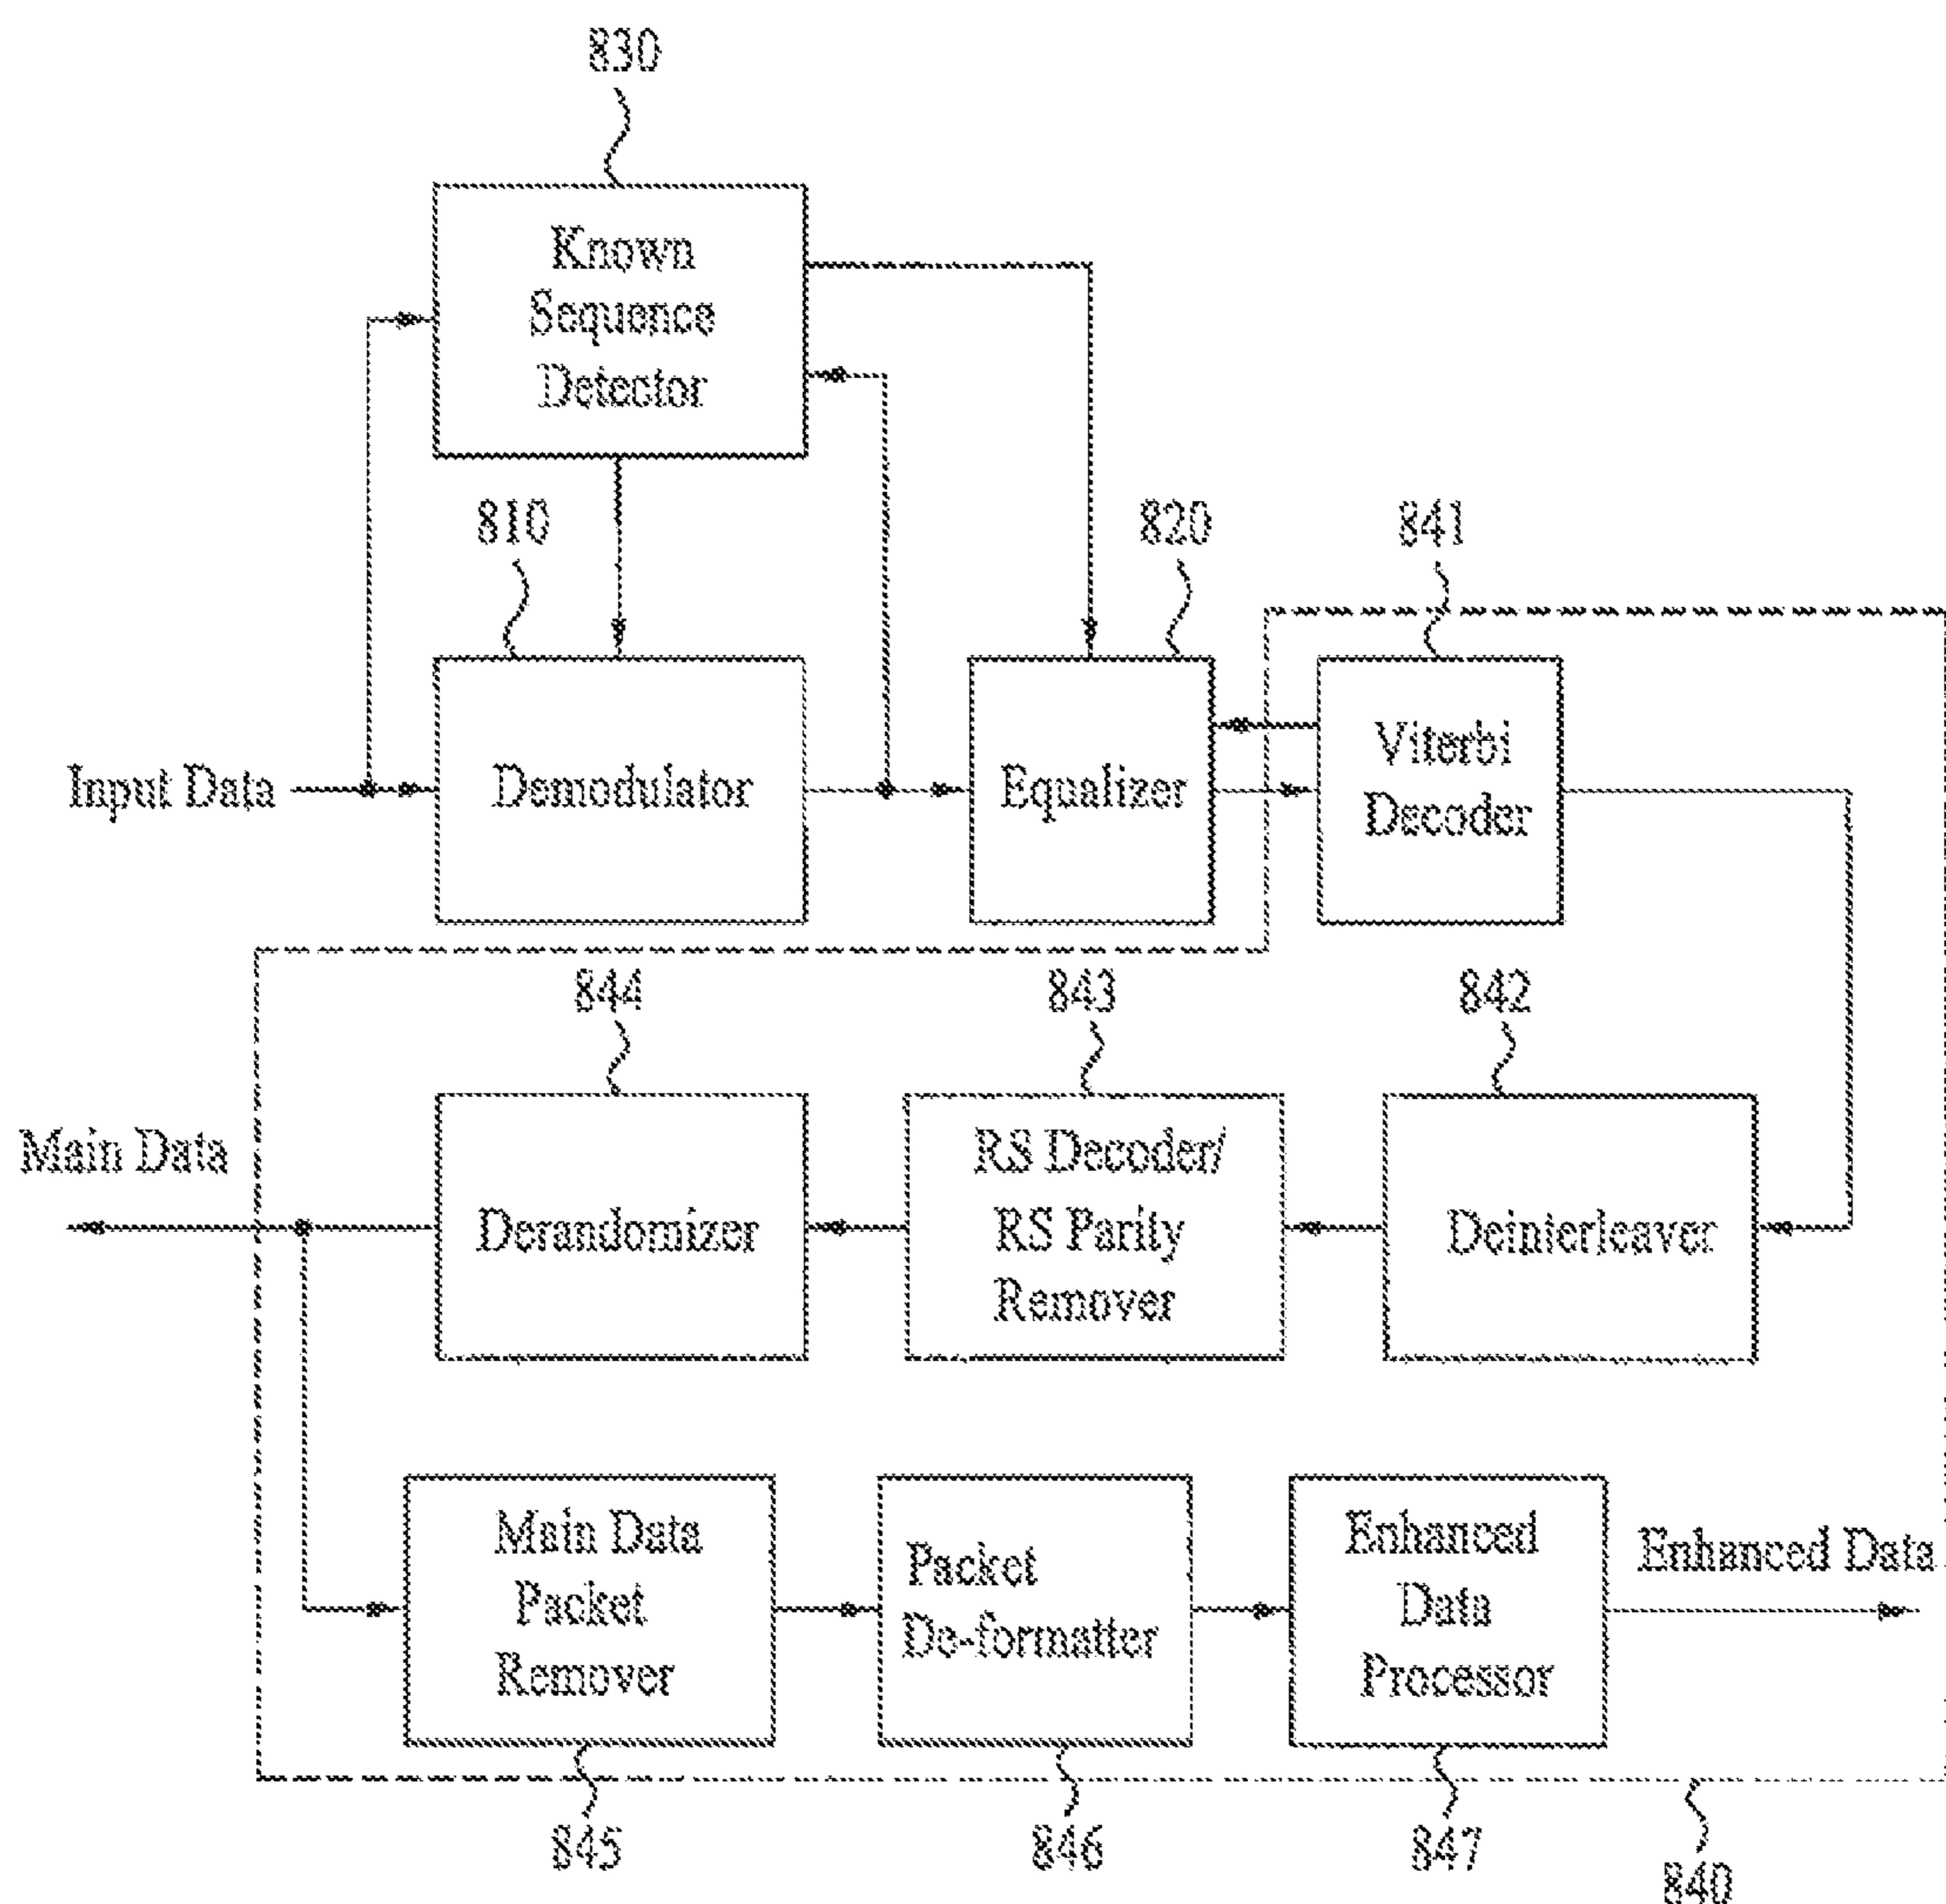 830
Known
Sequence
Detector
810
820
841
Input Data
Demodulator
Equalizer
Viterbi
Decoder
844
843
842
Main Data
Derandomizer
RS Decoder/
RS Parity
Remover
Deinterleaver
Main Data
Packet
Remover
Packet
De-formatter
Enhanced
Data
Processor
Enhanced Data
845
846
847
840